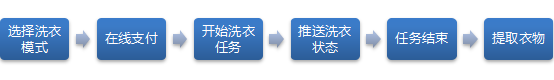 选择洗衣
模式
在线支付
开始洗衣
任务
推送洗衣
状态
任务结束
提取衣物